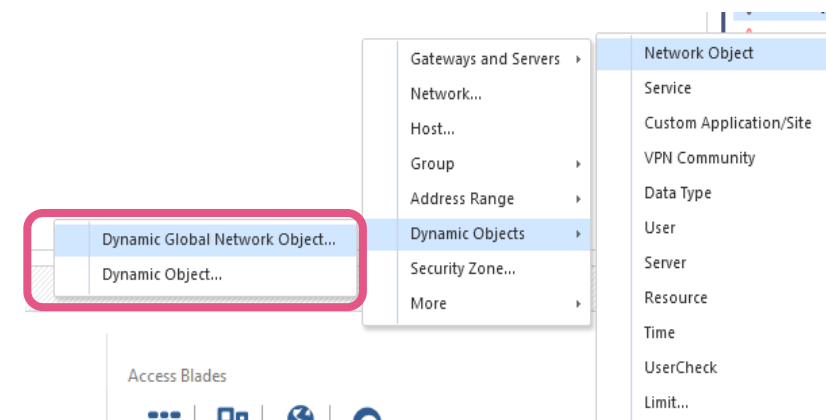 Dynamic Global Network Object...
Dynamic Object...
Gateways and Servers
Network...
Host...
Group
Address Range
Dynamic Objects
Security Zone...
More
Network Object
Service
Custom Application/Site
VPN Community
Data Type
User
Server
Resource
Time
UserCheck
Limit...
Access Blades